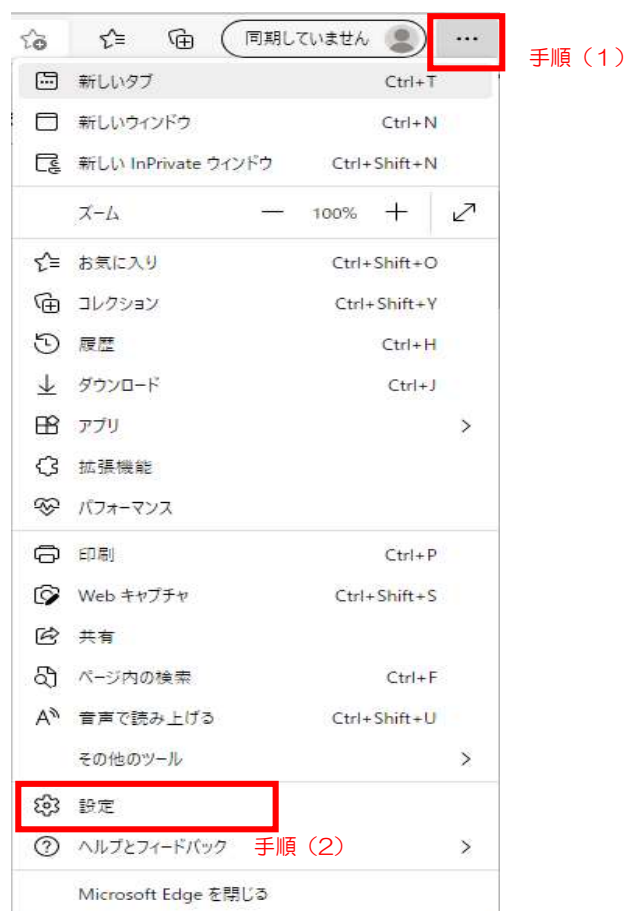 同期していません
手順（１）
新しいタブ Ctrl+T
新しいウィンドウ Ctrl+N
新しい InPrivate ウィンドウ Ctrl+Shift+N
ズーム 100%
お気に入り Ctrl+Shift+O
コレクション Ctrl+Shift+Y
履歴 Ctrl+H
ダウンロード Ctrl+J
アプリ
拡張機能
パフォーマンス
印刷 Ctrl+P
Web キャプチャ Ctrl+Shift+S
共有
ページ内の検索 Ctrl+F
音声で読み上げる Ctrl+Shift+U
その他のツール
設定
ヘルプとフィードバック 手順（２）
Microsoft Edge を閉じる